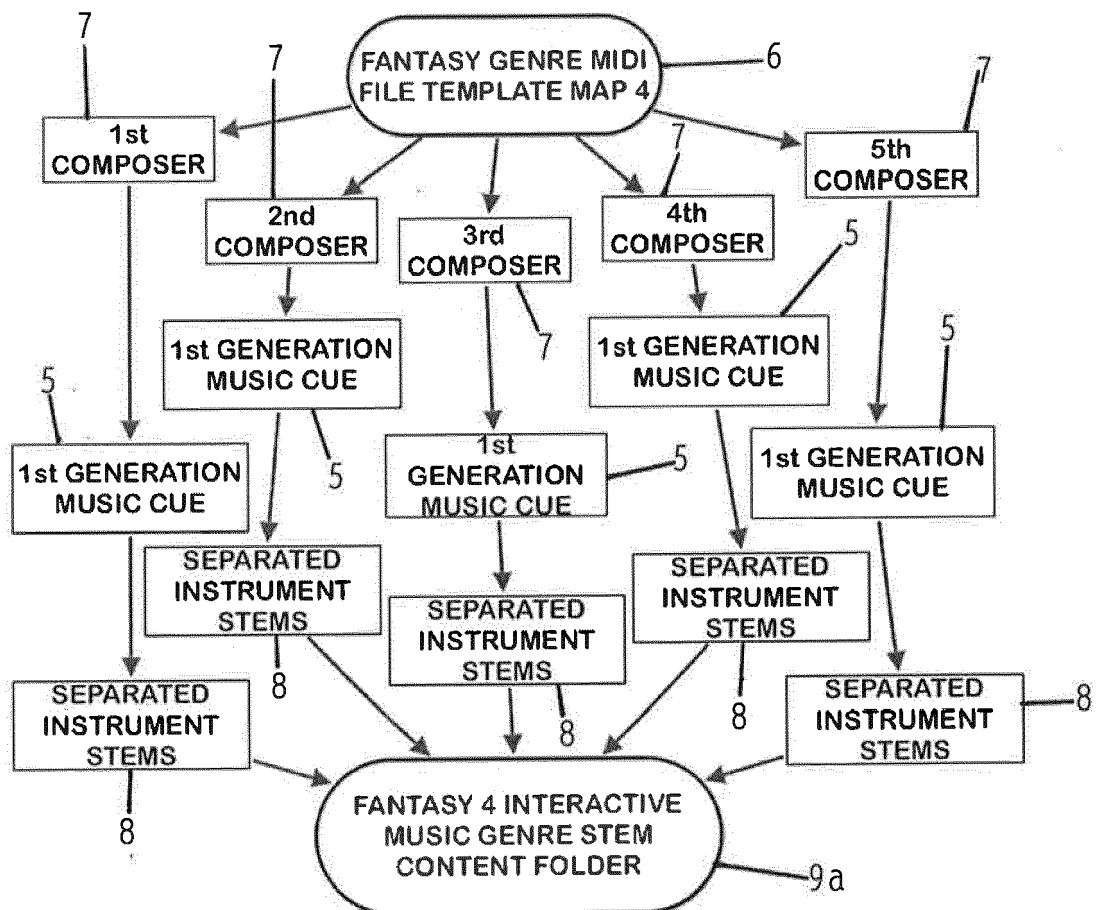 7
7
FANTASY GENRE MIDI
FILE TEMPLATE MAP 4
6
7
1st
COMPOSER
7
5th
COMPOSER
2nd
COMPOSER
3rd
COMPOSER
4th
COMPOSER
5
7
1st GENERATION
MUSIC CUE
1st GENERATION
MUSIC CUE
5
5
5
1st GENERATION
MUSIC CUE
1st
GENERATION
MUSIC CUE
5
1st GENERATION
MUSIC CUE
SEPARATED
INSTRUMENT
STEMS
SEPARATED
INSTRUMENT
STEMS
SEPARATED
INSTRUMENT
STEMS
8
8
8
SEPARATED
INSTRUMENT
STEMS
SEPARATED
INSTRUMENT
STEMS
8
8
FANTASY 4 INTERACTIVE
MUSIC GENRE STEM
CONTENT FOLDER
9a